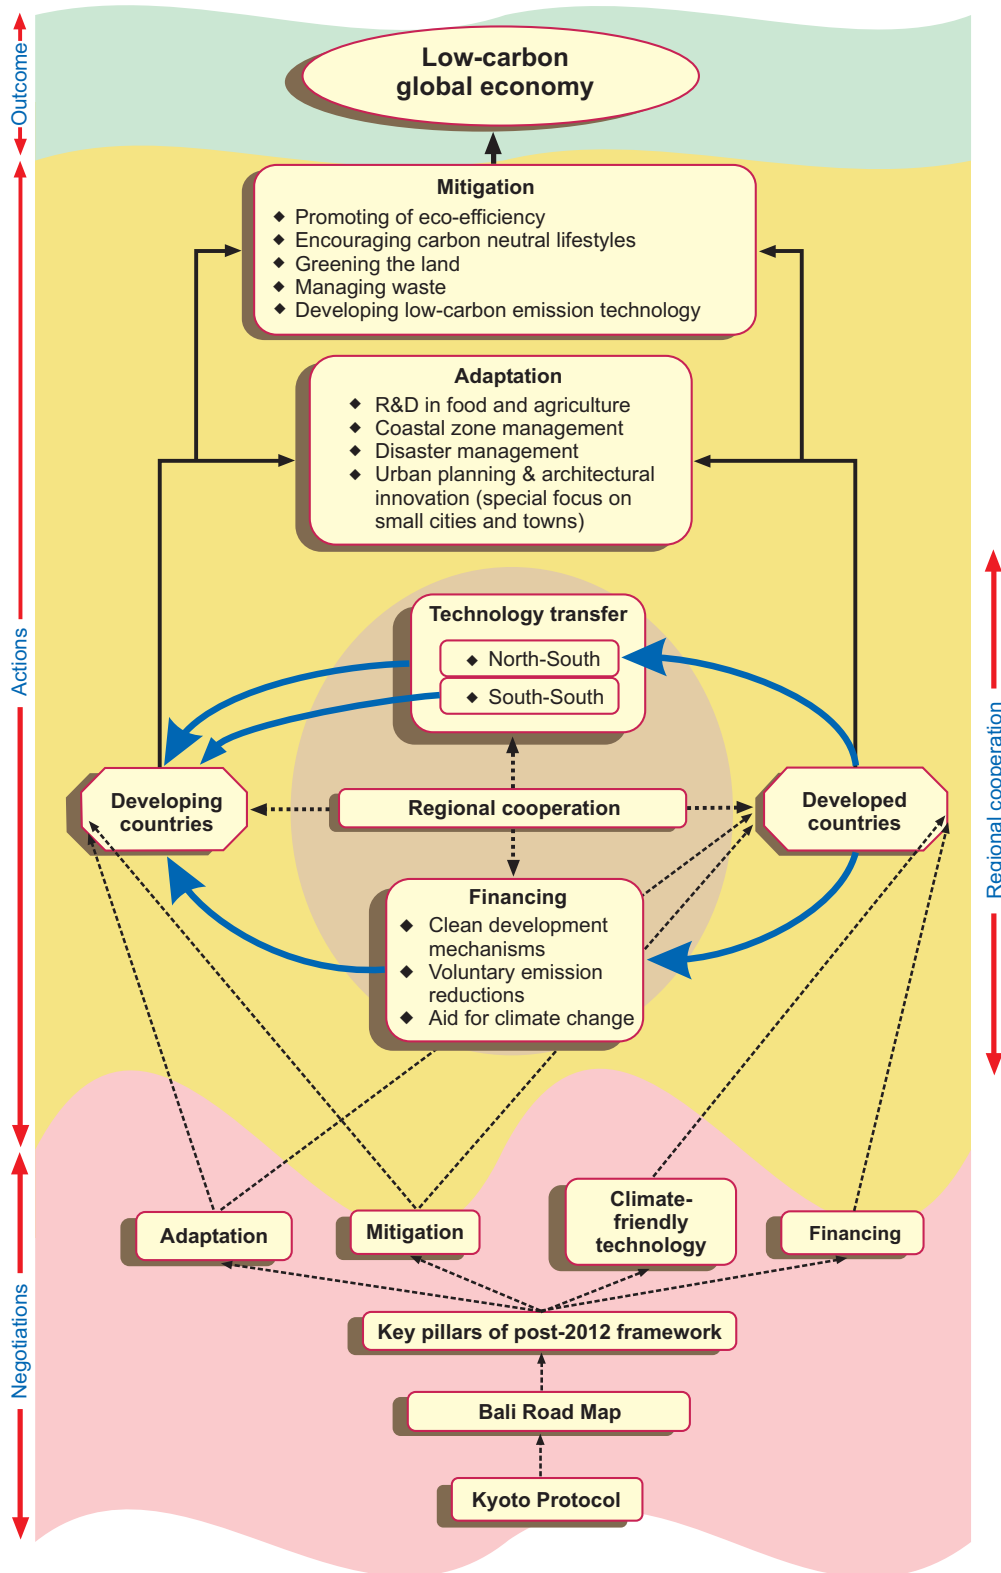 Outcome
Low-carbon
global economy
Mitigation
◆ Promoting of eco-efficiency
◆ Encouraging carbon neutral lifestyles
◆ Greening the land
◆ Managing waste
◆ Developing low-carbon emission technology
Adaptation
◆ R&D in food and agriculture
◆ Coastal zone management
◆ Disaster management
◆ Urban planning & architectural
innovation (special focus on
small cities and towns)
Actions
Technology transfer
◆ North-South
◆ South-South
Developing
countries
Regional cooperation
Developed
countries
Regional cooperation
Financing
◆ Clean development
mechanisms
◆ Voluntary emission
reductions
◆ Aid for climate change
Negotiations
Adaptation
Mitigation
Climate-
friendly
technology
Financing
Key pillars of post-2012 framework
Bali Road Map
Kyoto Protocol